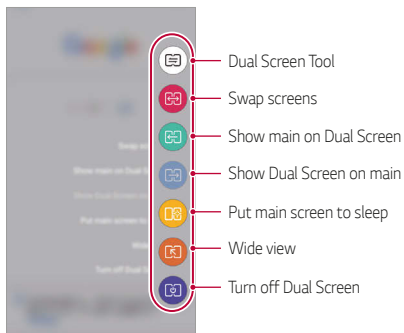 Google
Dual Screen Tool
Swap screens
Show main on Dual Screen
Show Dual Screen on main
Put main screen to sleep
Wide view
Turn off Dual Screen